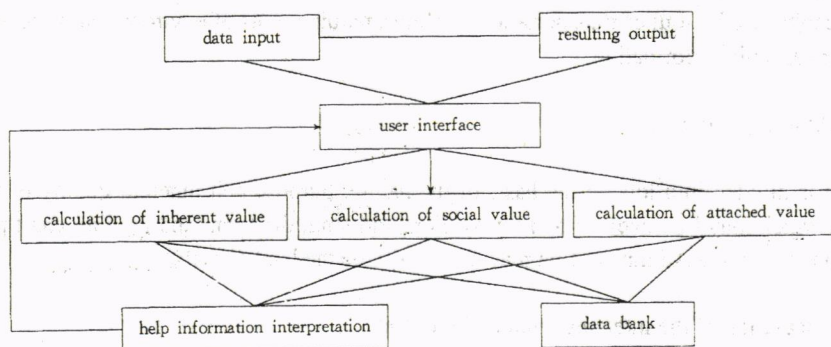 data input
resulting output
user interface
calculation of inherent value
calculation of social value
calculation of attached value
help information interpretation
data bank